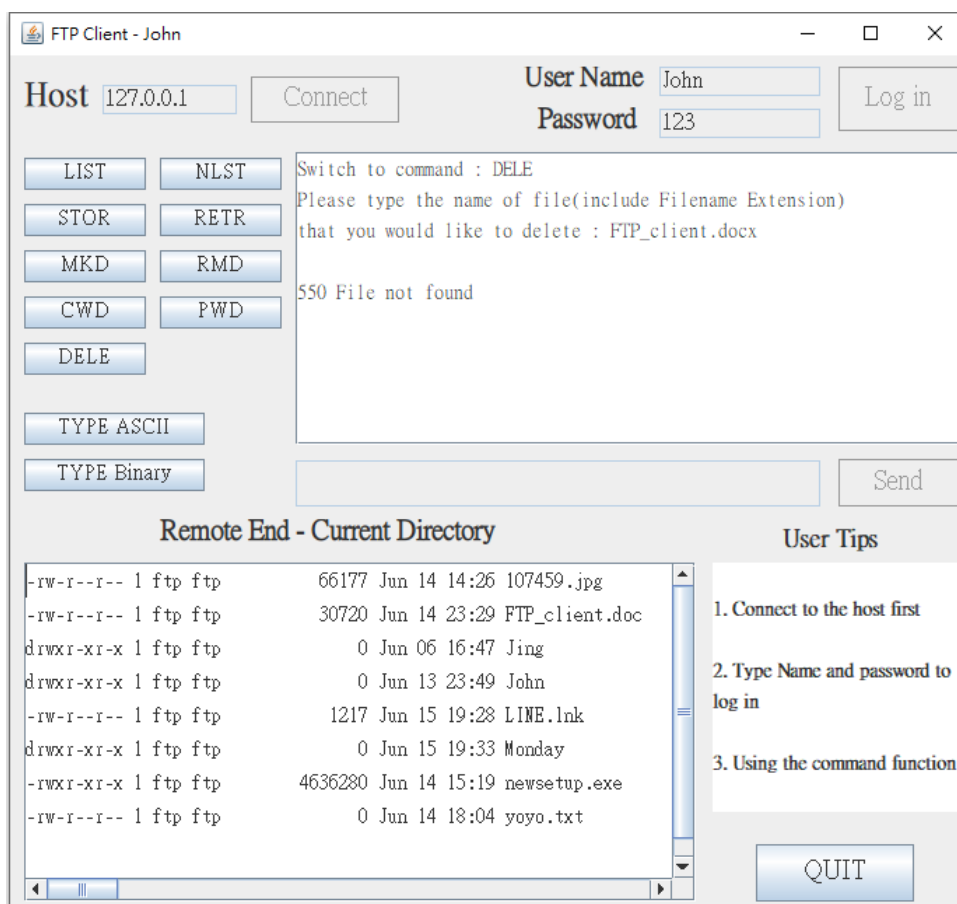 FTP Client - John
Host 127.0.0.1 Connect
User Name John
Password 123
Log in
LIST NLST
STOR RETR
MKD RMD
CWD PWD
DELE
TYPE ASCII
TYPE Binary
Switch to command : DELE
Please type the name of file(include Filename Extension)
that you would like to delete : FTP_client.docx
550 File not found
Send
Remote End - Current Directory
-rw-r--r-- 1 ftp ftp 66177 Jun 14 14:26 107459.jpg
-rw-r--r-- 1 ftp ftp 30720 Jun 14 23:29 FTP_client.doc
drwxr-xr-x 1 ftp ftp 0 Jun 06 16:47 Jing
drwxr-xr-x 1 ftp ftp 0 Jun 13 23:49 John
-rw-r--r-- 1 ftp ftp 1217 Jun 15 19:28 LINE.lnk
drwxr-xr-x 1 ftp ftp 0 Jun 15 19:33 Monday
-rwxr-xr-x 1 ftp ftp 4636280 Jun 14 15:19 newsetup.exe
-rw-r--r-- 1 ftp ftp 0 Jun 14 18:04 yoyo.txt
User Tips
1. Connect to the host first
2. Type Name and password to
log in
3. Using the command function
QUIT